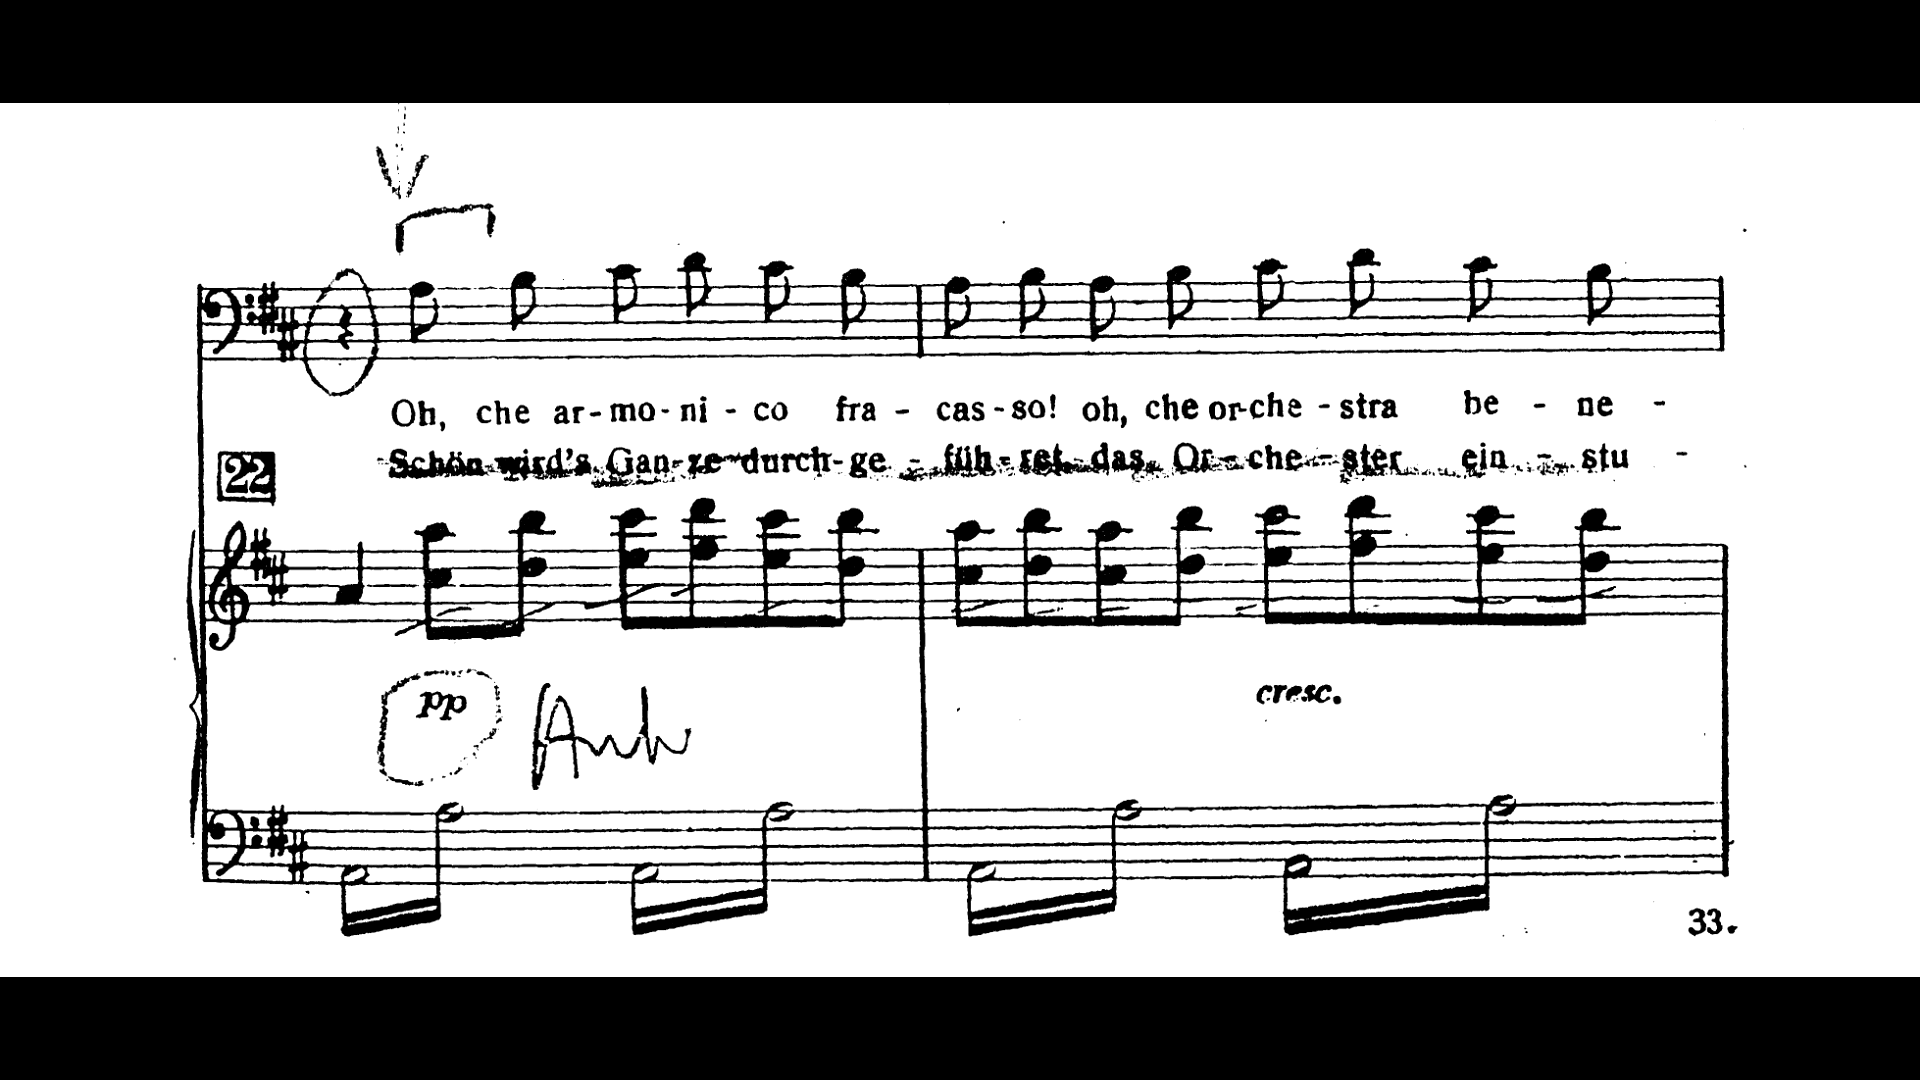 Oh, che ar-mo-ni-co fra-cas-so! oh, che or-che-stra be-ne-
22 Schön wird's Gan-ze durch-ge-füh-ret das Or-che-ster ein-stu-
pp
cresc.
33.